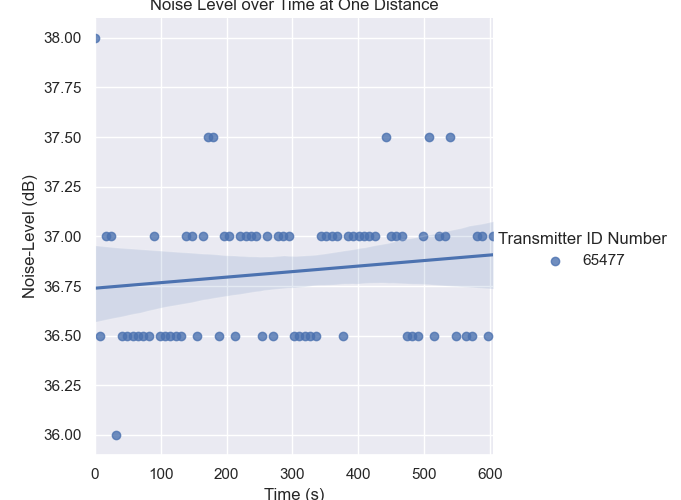 Noise Level over Time at One Distance
38.00
37.75
37.50
37.25
37.00
36.75
36.50
36.25
36.00
Noise-Level (dB)
0 100 200 300 400 500 600
Time (s)
Transmitter ID Number
65477